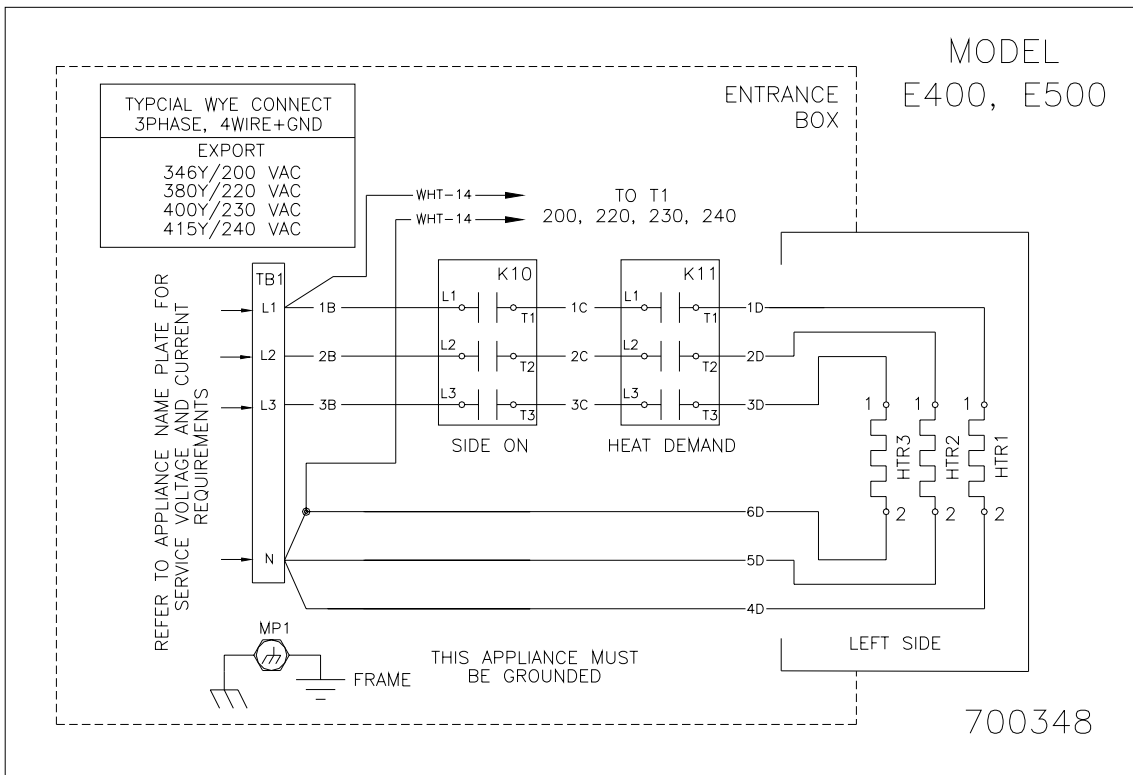 MODEL
E400, E500
ENTRANCE
BOX
TYPCIAL WYE CONNECT
3PHASE, 4WIRE+GND
EXPORT
346Y/200 VAC
380Y/220 VAC
400Y/230 VAC
415Y/240 VAC
WHT-14
WHT-14
TO T1
200, 220, 230, 240
REFER TO APPLIANCE NAME PLATE FOR
SERVICE VOLTAGE AND CURRENT
REQUIREMENTS
TB1
L1
L2
L3
N
1B
2B
3B
K10
L1
T1
L2
T2
L3
T3
SIDE ON
1C
2C
3C
K11
L1
T1
L2
T2
L3
T3
HEAT DEMAND
1D
2D
3D
6D
5D
4D
1
HTR3
2
1
HTR2
2
1
HTR1
2
LEFT SIDE
MP1
FRAME
THIS APPLIANCE MUST
BE GROUNDED
700348